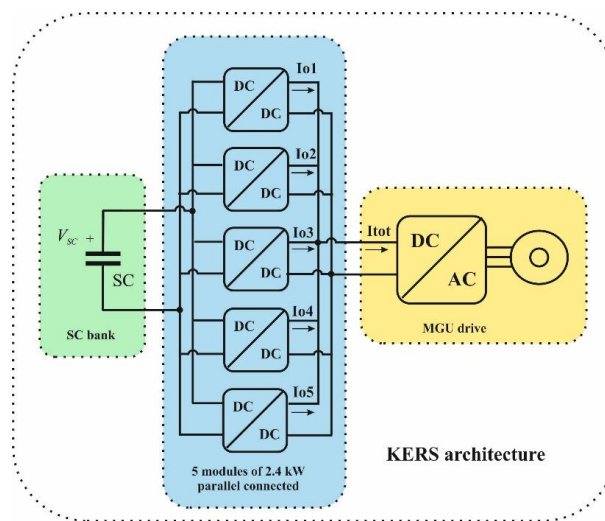 Io1
DC
DC
Io2
DC
DC
Io3
DC
DC
Io4
DC
DC
Io5
DC
DC
V_SC +
SC
SC bank
Itot
DC
AC
MGU drive
5 modules of 2.4 kW
parallel connected
KERS architecture